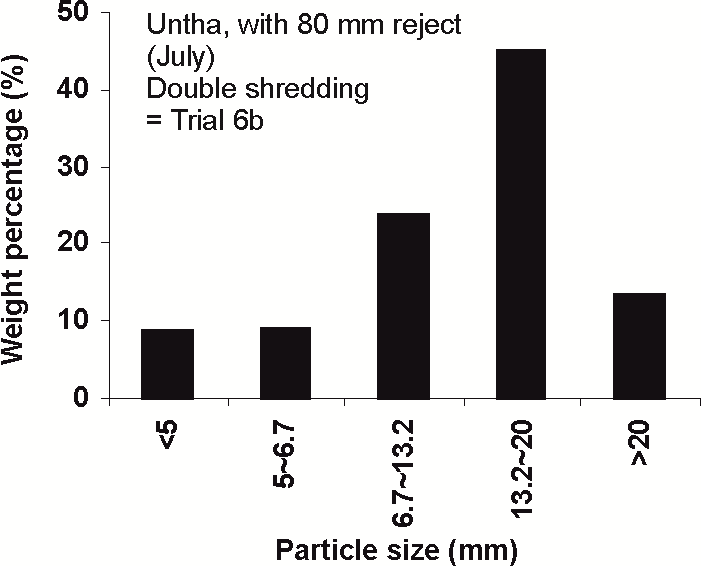 Untha, with 80 mm reject
(July)
Double shredding
= Trial 6b
Weight percentage (%)
50
40
30
20
10
0
<5
5~6.7
6.7~13.2
13.2~20
>20
Particle size (mm)